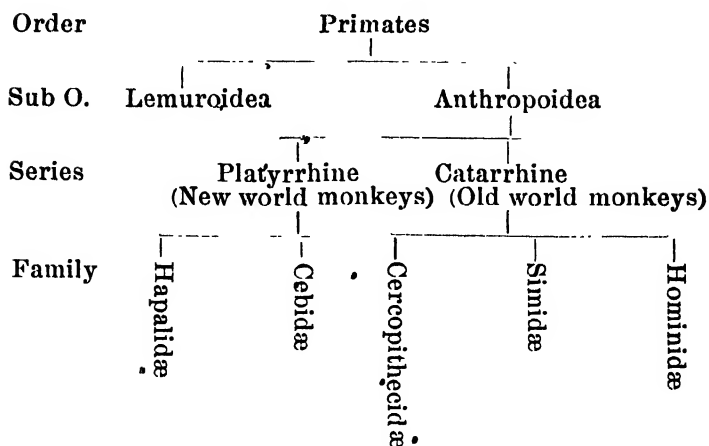 Order Primates
Sub O. Lemuroidea Anthropoidea
Series Platyrrhine Catarrhine
(New world monkeys) (Old world monkeys)
Family Hapalidæ Cebidæ Cercopithecidæ Simidæ Hominidæ